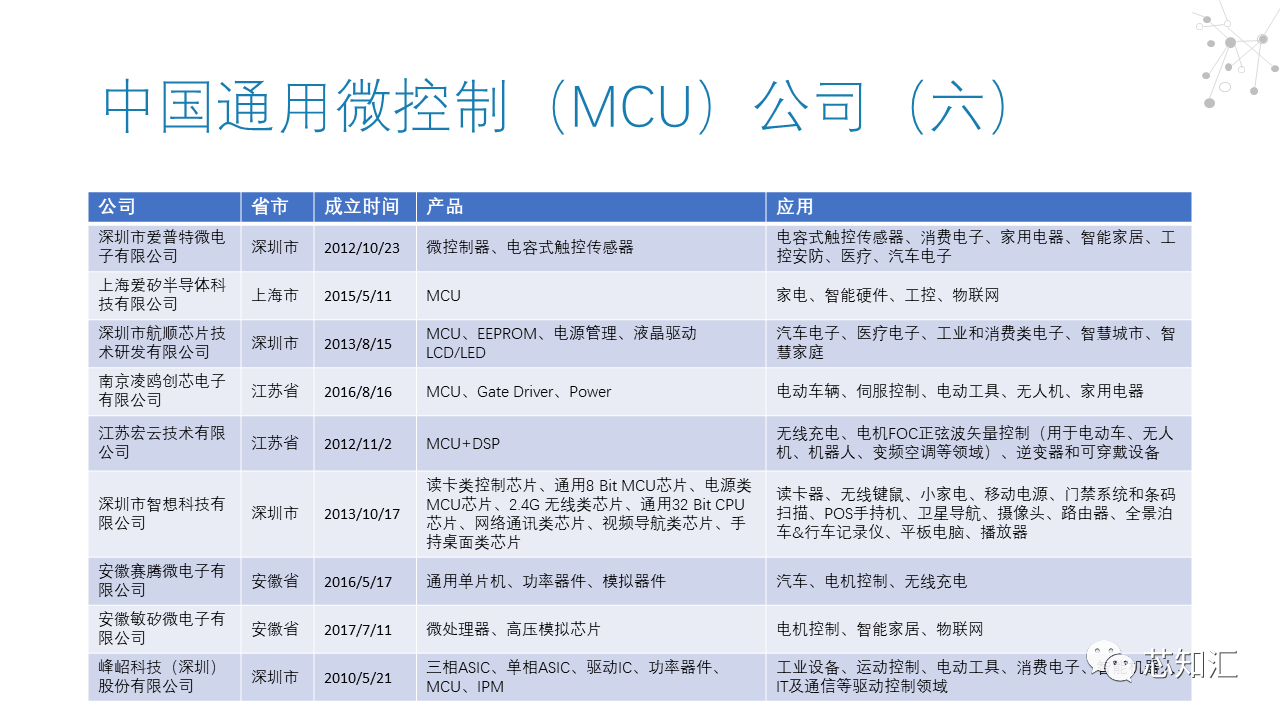 中国通用微控制（MCU）公司（六）
公司 省市 成立时间 产品 应用
深圳市爱普特微电
子有限公司
深圳市
2012/10/23
微控制器、电容式触控传感器
电容式触控传感器、消费电子、家用电器、智能家居、工
控安防、医疗、汽车电子
上海爱矽半导体科
技有限公司
上海市
2015/5/11
MCU
家电、智能硬件、工控、物联网
深圳市航顺芯片技
术研发有限公司
深圳市
2013/8/15
MCU、EEPROM、电源管理、液晶驱动
LCD/LED
汽车电子、医疗电子、工业和消费类电子、智慧城市、智
慧家庭
南京凌鸥创芯电子
有限公司
江苏省
2016/8/16
MCU、Gate Driver、Power
电动车辆、伺服控制、电动工具、无人机、家用电器
江苏宏云技术有限
公司
江苏省
2012/11/2
MCU+DSP
无线充电、电机FOC正弦波矢量控制（用于电动车、无人
机、机器人、变频空调等领域）、逆变器和可穿戴设备
深圳市智想科技有
限公司
深圳市
2013/10/17
读卡类控制芯片、通用8 Bit MCU芯片、电源类
MCU芯片、2.4G 无线类芯片、通用32 Bit CPU
芯片、网络通讯类芯片、视频导航类芯片、手
持桌面类芯片
读卡器、无线键鼠、小家电、移动电源、门禁系统和条码
扫描、POS手持机、卫星导航、摄像头、路由器、全景泊
车&行车记录仪、平板电脑、播放器
安徽赛腾微电子有
限公司
安徽省
2016/5/17
通用单片机、功率器件、模拟器件
汽车、电机控制、无线充电
安徽敏矽微电子有
限公司
安徽省
2017/7/11
微处理器、高压模拟芯片
电机控制、智能家居、物联网
峰岹科技（深圳）
股份有限公司
深圳市
2010/5/21
三相ASIC、单相ASIC、驱动IC、功率器件、
MCU、IPM
工业设备、运动控制、电动工具、消费电子、智能机器、
IT及通信等驱动控制领域
芯知汇